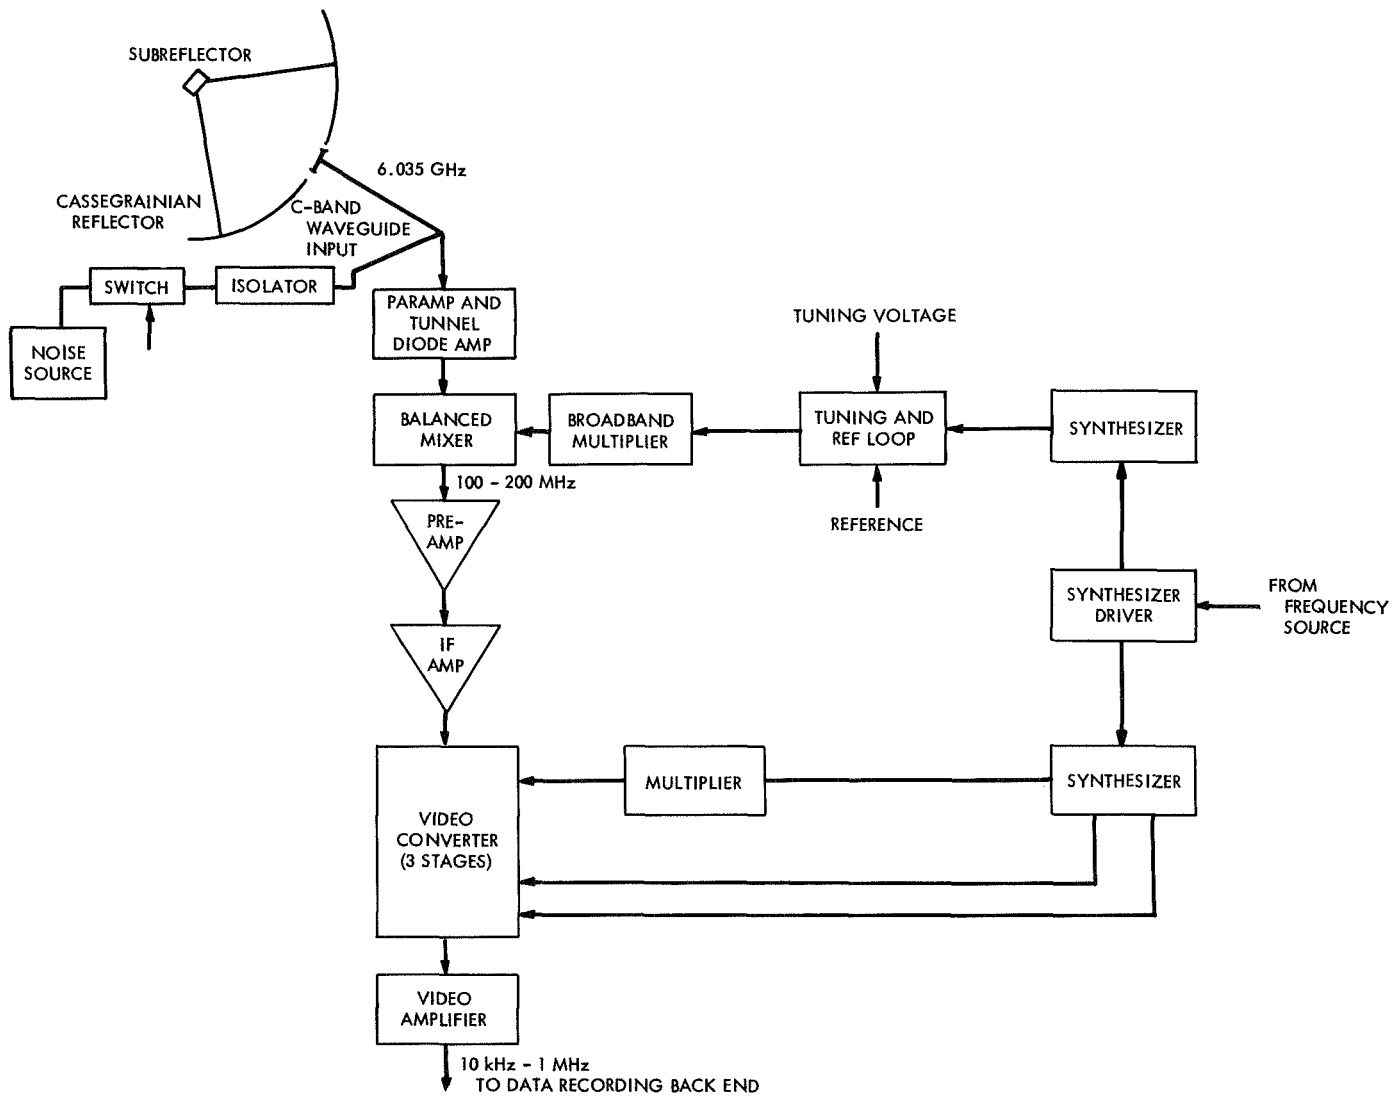 SUBREFLECTOR
6.035 GHz
CASSEGRAINIAN
REFLECTOR
C-BAND
WAVEGUIDE
INPUT
SWITCH
ISOLATOR
NOISE
SOURCE
PARAMP AND
TUNNEL
DIODE AMP
TUNING VOLTAGE
BALANCED
MIXER
BROADBAND
MULTIPLIER
TUNING AND
REF LOOP
SYNTHESIZER
100 - 200 MHz
REFERENCE
PRE-
AMP
SYNTHESIZER
DRIVER
FROM
FREQUENCY
SOURCE
IF
AMP
VIDEO
CONVERTER
(3 STAGES)
MULTIPLIER
SYNTHESIZER
VIDEO
AMPLIFIER
10 kHz - 1 MHz
TO DATA RECORDING BACK END